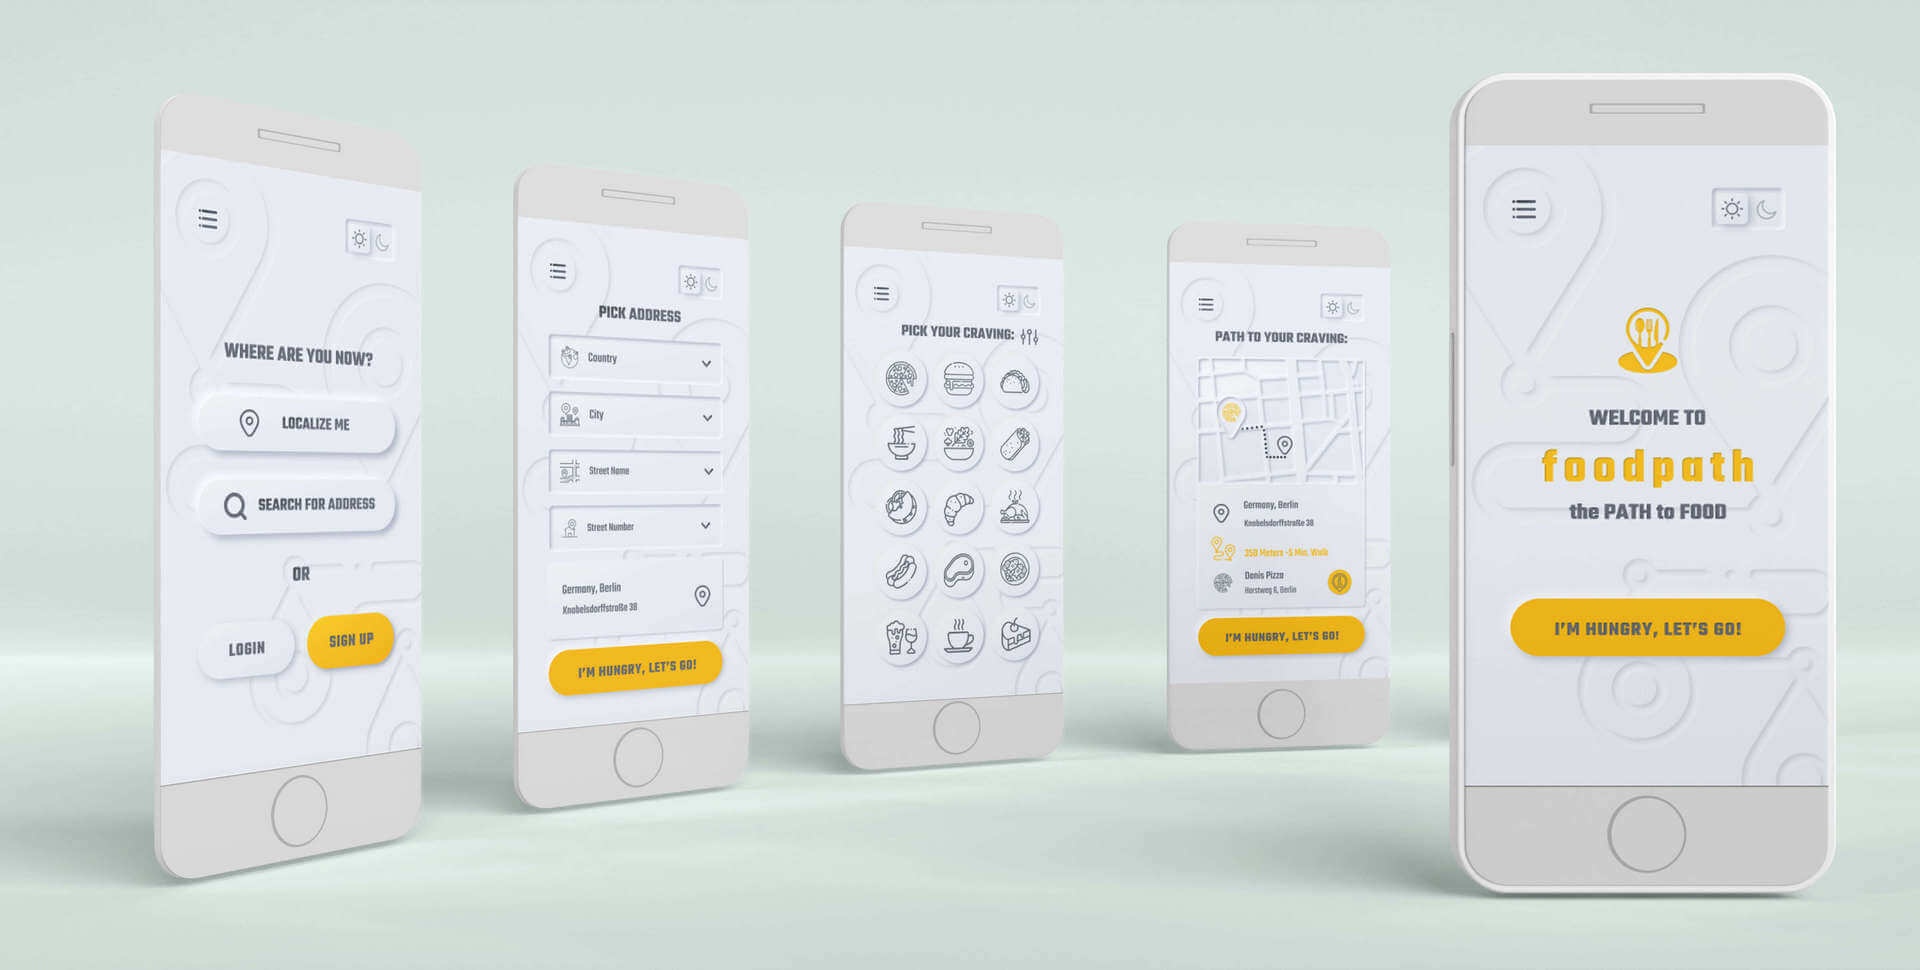 WHERE ARE YOU NOW?
LOCALIZE ME
SEARCH FOR ADDRESS
OR
LOGIN
SIGN UP
PICK ADDRESS
Country
City
Street Name
Street Number
Germany, Berlin
Knobelsdorffstraße 38
I'M HUNGRY, LET'S GO!
PICK YOUR CRAVING:
PATH TO YOUR CRAVING:
Germany, Berlin
Knobelsdorffstraße 38
350 Meters ~5 Min. Walk
Denis Pizza
Horstweg 6, Berlin
I'M HUNGRY, LET'S GO!
WELCOME TO
foodpath
the PATH to FOOD
I'M HUNGRY, LET'S GO!